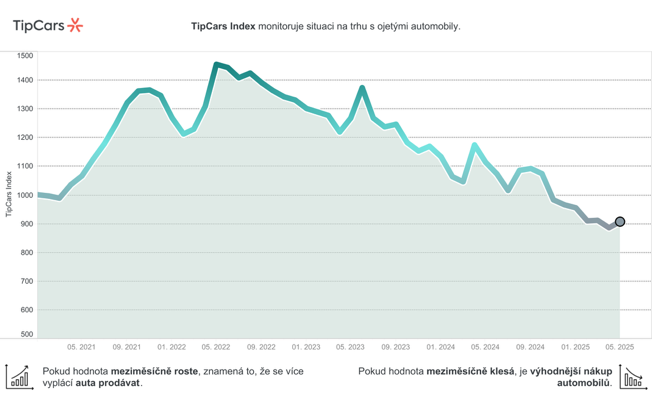 TipCars
TipCars Index monitoruje situaci na trhu s ojetými automobily.
1500
1400
1300
1200
1100
1000
900
800
700
600
500
TipCars Index
05. 2021 09. 2021 01. 2022 05. 2022 09. 2022 01. 2023 05. 2023 09. 2023 01. 2024 05. 2024 09. 2024 01. 2025 05. 2025
Pokud hodnota meziměsíčně roste, znamená to, že se více
vyplácí auta prodávat.
Pokud hodnota meziměsíčně klesá, je výhodnější nákup
automobilů.